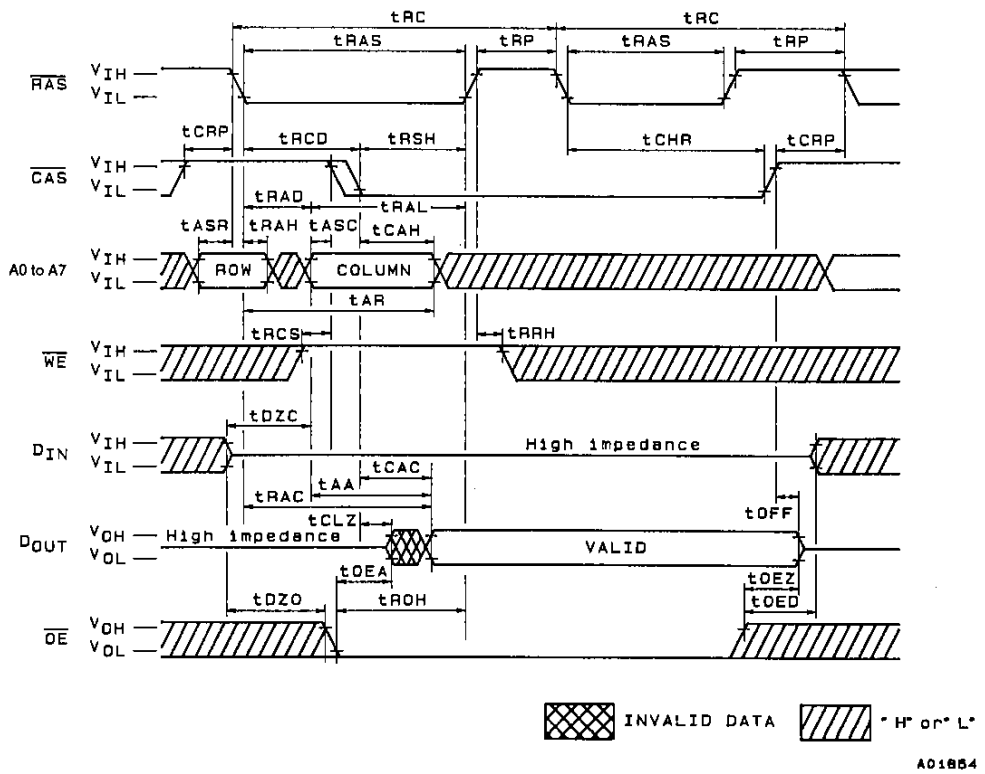 tRC tRC
tRAS tRP tRAS tRP
RAS VIH VIL
tCRP tRCD tRSH tCHR tCRP
CAS VIH VIL
tRAD tRAL
tASR tRAH tASC tCAH
A0 to A7 VIH VIL ROW COLUMN
tAR
tRCS tRRH
WE VIH VIL
tDZC
DIN VIH VIL High impedance
tCAC
tAA
tRAC
tCLZ tOFF
DOUT VOH VOL High impedance VALID
tOEA tOEZ
tDZO tROH tOED
OE VOH VOL
INVALID DATA "H" or "L"
A01854